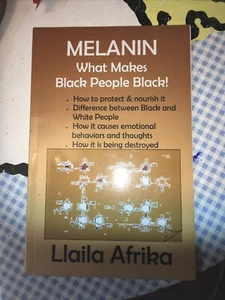 MELANIN
What Makes
Black People Black!
• How to protect & nourish it
• Difference between Black and
White People
• How it causes emotional
behaviors and thoughts
• How it is being destroyed
Llaila Afrika